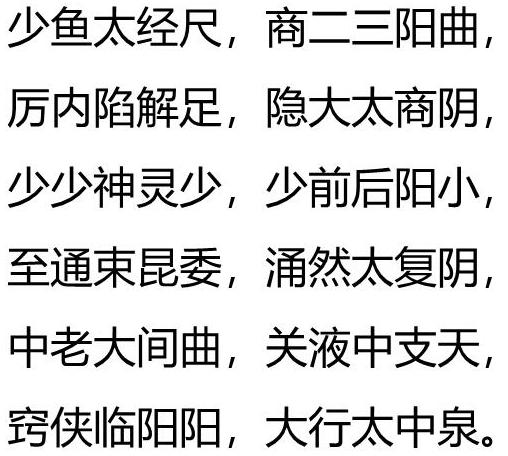 少鱼太经尺，商二三阳曲，
厉内陷解足，隐大太商阴，
少少神灵少，少前后阳小，
至通束昆委，涌然太复阴，
中老大间曲，关液中支天，
窍侠临阳阳，大行太中泉。